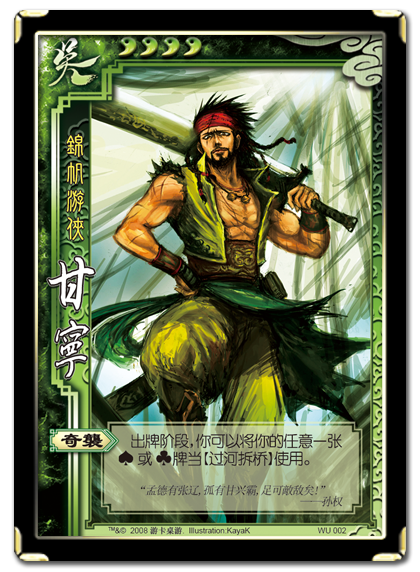 吴
錦帆游俠
甘寧
奇襲
出牌阶段,你可以将你的任意一张
♠或♣牌当【过河拆桥】使用。
“孟德有张辽,孤有甘兴霸,足可敵敌矣!”
——孙权
™&© 2008 游卡桌游. Illustration:KayaK
WU 002